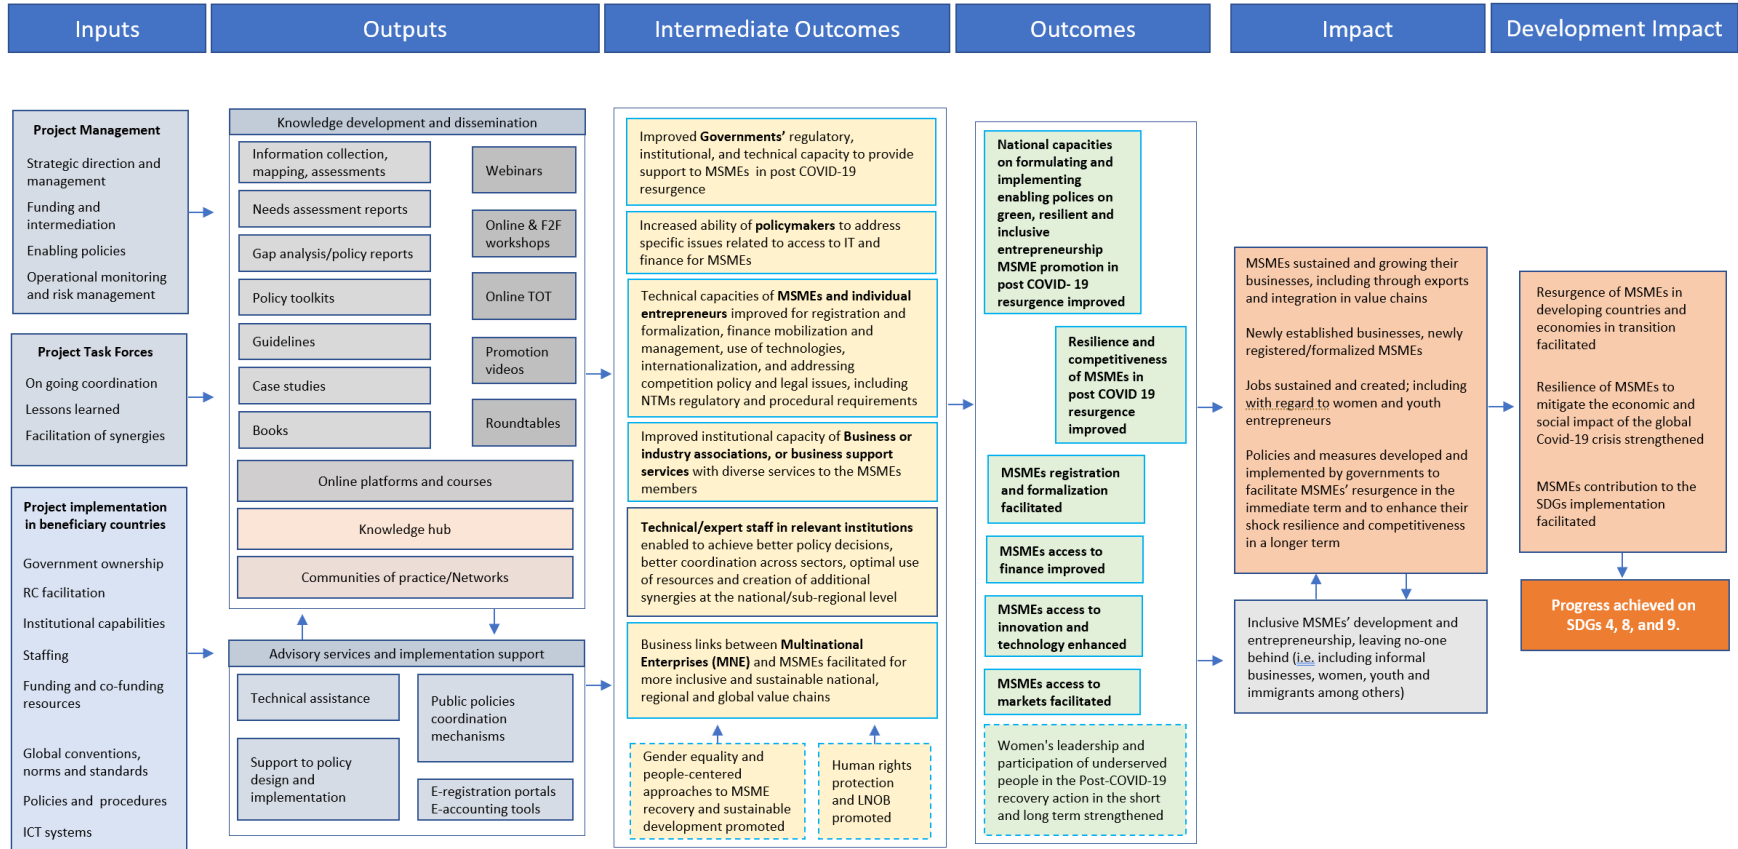 Inputs
Outputs
Intermediate Outcomes
Outcomes
Impact
Development Impact
Project Management
Strategic direction and
management
Funding and
intermediation
Enabling policies
Operational monitoring
and risk management
Project Task Forces
On going coordination
Lessons learned
Facilitation of synergies
Project implementation
in beneficiary countries
Government ownership
RC facilitation
Institutional capabilities
Staffing
Funding and co-funding
resources
Global conventions,
norms and standards
Policies and  procedures
ICT systems
Knowledge development and dissemination
Information collection,
mapping, assessments
Needs assessment reports
Gap analysis/policy reports
Policy toolkits
Guidelines
Case studies
Books
Webinars
Online & F2F
workshops
Online TOT
Promotion
videos
Roundtables
Online platforms and courses
Knowledge hub
Communities of practice/Networks
Advisory services and implementation support
Technical assistance
Support to policy
design and
implementation
Public policies
coordination
mechanisms
E-registration portals
E-accounting tools
Improved Governments’ regulatory,
institutional, and technical capacity to provide
support to MSMEs  in post COVID-19
resurgence
Increased ability of policymakers to address
specific issues related to access to IT and
finance for MSMEs
Technical capacities of MSMEs and individual
entrepreneurs improved for registration and
formalization, finance mobilization and
management, use of technologies,
internationalization, and addressing
competition policy and legal issues, including
NTMs regulatory and procedural requirements
Improved institutional capacity of Business or
industry associations, or business support
services with diverse services to the MSMEs
members
Technical/expert staff in relevant institutions
enabled to achieve better policy decisions,
better coordination across sectors, optimal use
of resources and creation of additional
synergies at the national/sub-regional level
Business links between Multinational
Enterprises (MNE) and MSMEs facilitated for
more inclusive and sustainable national,
regional and global value chains
Gender equality and
people-centered
approaches to MSME
recovery and sustainable
development promoted
Human rights
protection
and LNOB
promoted
National capacities
on formulating and
implementing
enabling polices on
green, resilient and
inclusive
entrepreneurship
MSME promotion in
post COVID- 19
resurgence improved
Resilience and
competitiveness
of MSMEs in
post COVID 19
resurgence
improved
MSMEs registration
and formalization
facilitated
MSMEs access to
finance improved
MSMEs access to
innovation and
technology enhanced
MSMEs access to
markets facilitated
Women's leadership and
participation of underserved
people in the Post-COVID-19
recovery action in the short
and long term strengthened
MSMEs sustained and growing their
businesses, including through exports
and integration in value chains
Newly established businesses, newly
registered/formalized MSMEs
Jobs sustained and created; including
with regard to women and youth
entrepreneurs
Policies and measures developed and
implemented by governments to
facilitate MSMEs’ resurgence in the
immediate term and to enhance their
shock resilience and competitiveness
in a longer term
Inclusive MSMEs’ development and
entrepreneurship, leaving no-one
behind (i.e. including informal
businesses, women, youth and
immigrants among others)
Resurgence of MSMEs in
developing countries and
economies in transition
facilitated
Resilience of MSMEs to
mitigate the economic and
social impact of the global
Covid-19 crisis strengthened
MSMEs contribution to the
SDGs implementation
facilitated
Progress achieved on
SDGs 4, 8, and 9.